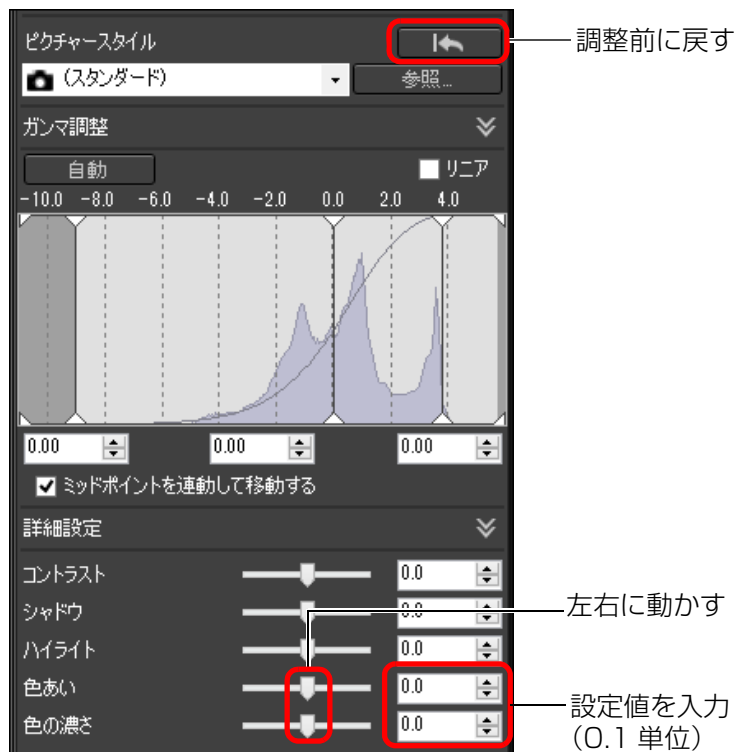 ピクチャースタイル
調整前に戻す
(スタンダード)
参照...
ガンマ調整
自動
リニア
-10.0 -8.0 -6.0 -4.0 -2.0 0.0 2.0 4.0
0.00 0.00 0.00
ミッドポイントを連動して移動する
詳細設定
コントラスト 0.0
シャドウ 0.0
左右に動かす
ハイライト 0.0
色あい 0.0
設定値を入力
(0.1 単位)
色の濃さ 0.0